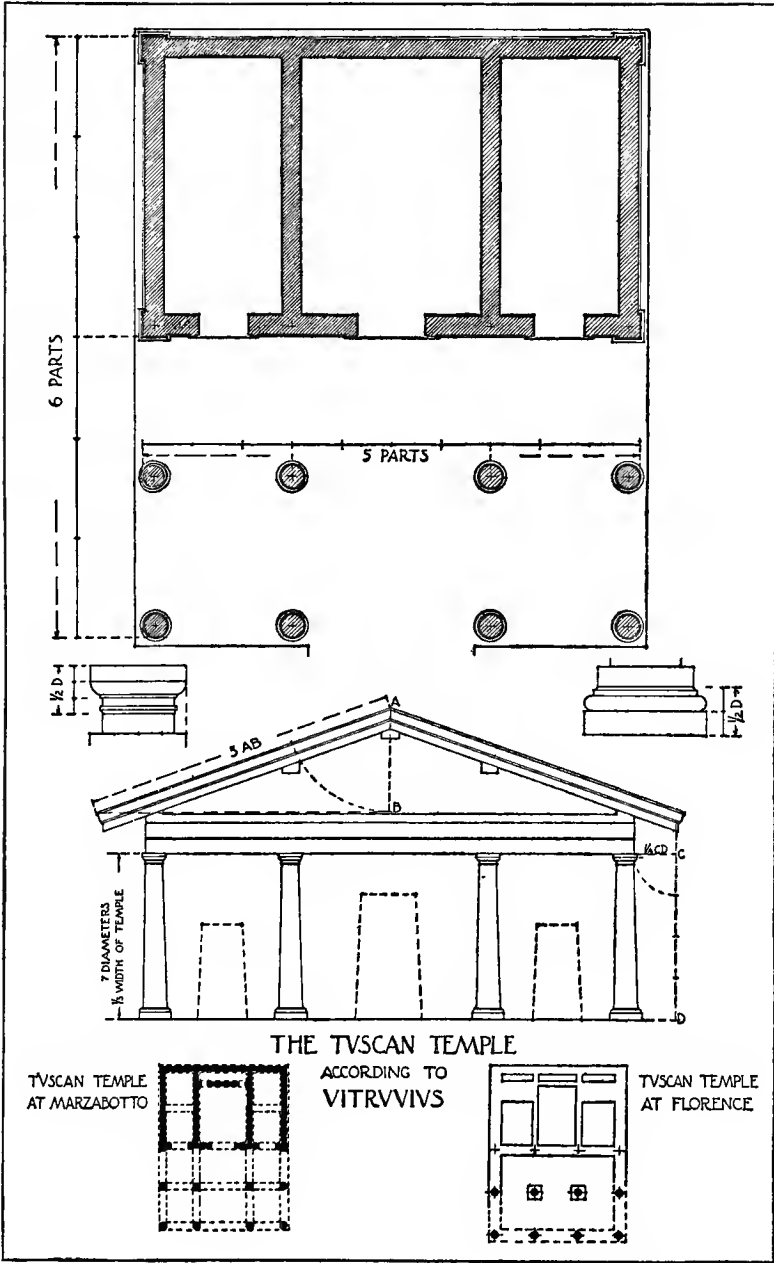 6 PARTS
5 PARTS
½ D
½ D
A
3 AB
B
¼ CD
C
7 DIAMETERS
⅓ WIDTH OF TEMPLE
D
THE TVSCAN TEMPLE
ACCORDING TO
VITRVVIVS
TVSCAN TEMPLE
AT MARZABOTTO
TVSCAN TEMPLE
AT FLORENCE